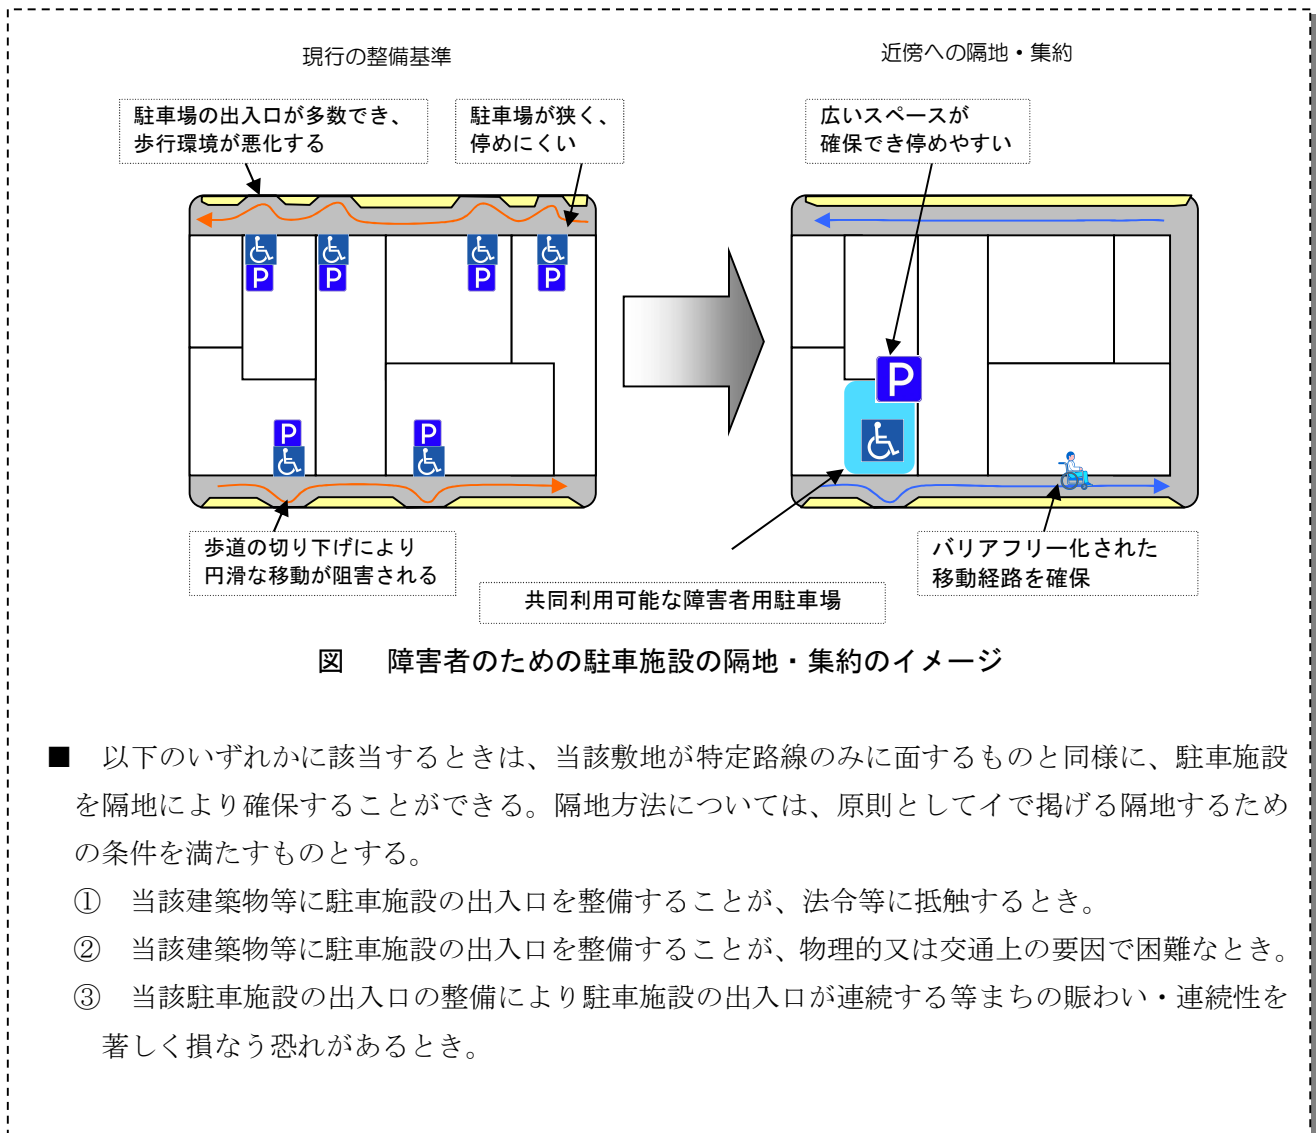 現行の整備基準
近傍への隔地・集約
駐車場の出入口が多数でき、
歩行環境が悪化する
駐車場が狭く、
停めにくい
広いスペースが
確保でき停めやすい
P
P
P
P
P
P
P
歩道の切り下げにより
円滑な移動が阻害される
共同利用可能な障害者用駐車場
バリアフリー化された
移動経路を確保
図　障害者のための駐車施設の隔地・集約のイメージ
■　以下のいずれかに該当するときは、当該敷地が特定路線のみに面するものと同様に、駐車施設
を隔地により確保することができる。隔地方法については、原則としてイで掲げる隔地するため
の条件を満たすものとする。
①　当該建築物等に駐車施設の出入口を整備することが、法令等に抵触するとき。
②　当該建築物等に駐車施設の出入口を整備することが、物理的又は交通上の要因で困難なとき。
③　当該駐車施設の出入口の整備により駐車施設の出入口が連続する等まちの賑わい・連続性を
著しく損なう恐れがあるとき。